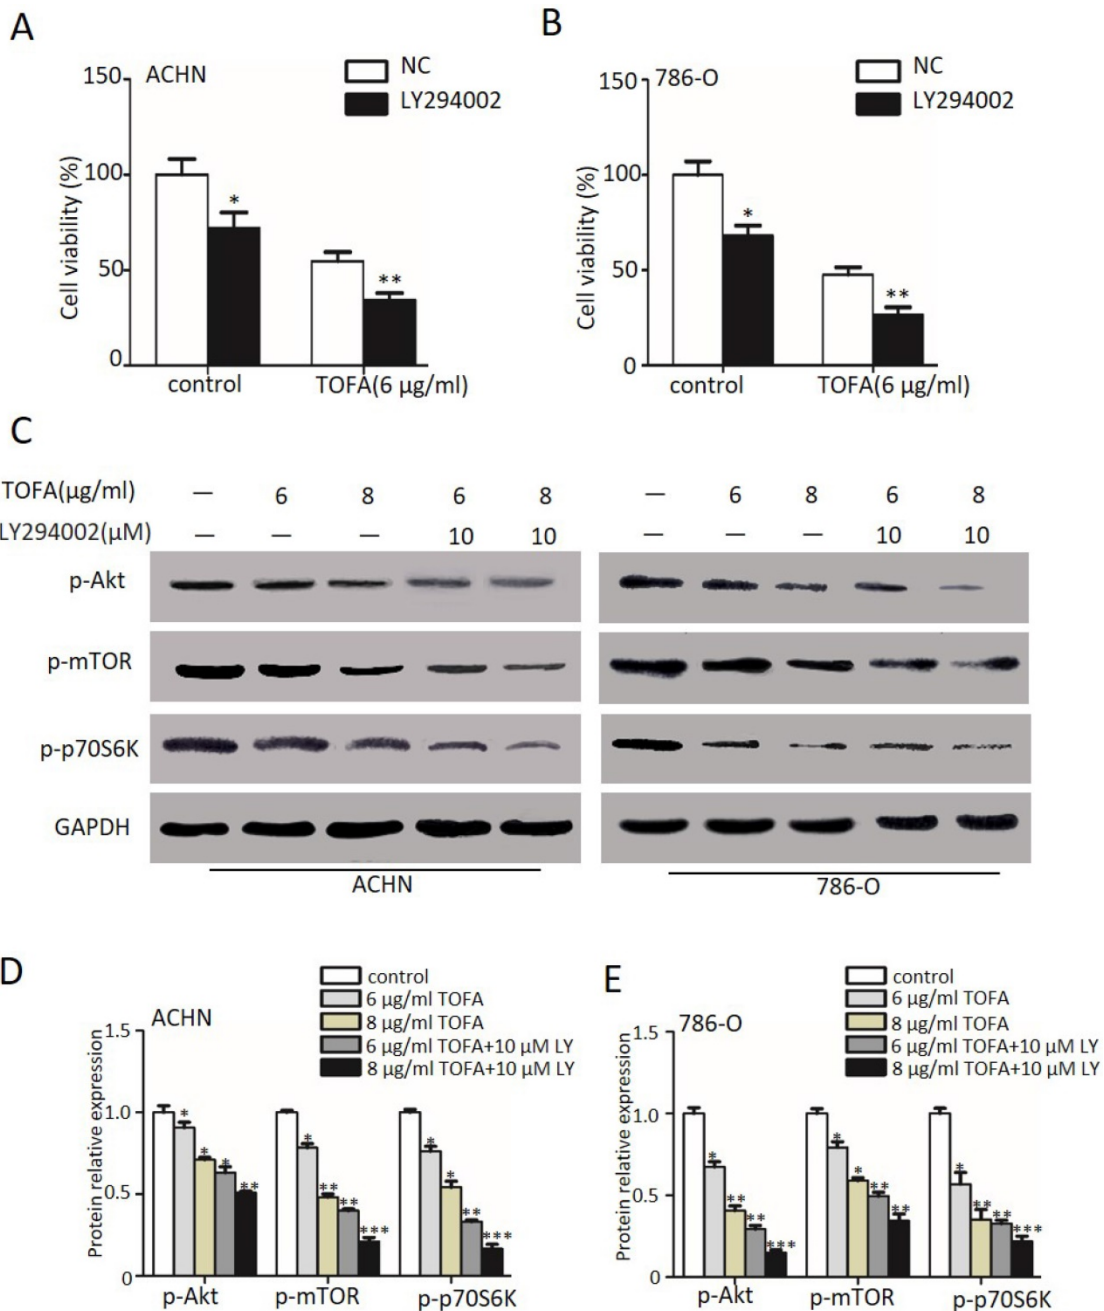 A
ACHN
NC
LY294002
150
100
50
0
Cell viability (%)
*
**
control
TOFA(6 µg/ml)
B
786-O
NC
LY294002
150
100
50
0
Cell viability (%)
*
**
control
TOFA(6 µg/ml)
C
TOFA(µg/ml) — 6 8 6 8 — 6 8 6 8
LY294002(µM) — — — 10 10 — — — 10 10
p-Akt
p-mTOR
p-p70S6K
GAPDH
ACHN
786-O
D
ACHN
control
6 µg/ml TOFA
8 µg/ml TOFA
6 µg/ml TOFA+10 µM LY
8 µg/ml TOFA+10 µM LY
Protein relative expression
1.5
1.0
0.5
0
* * * **
* ** ** ***
* * ** ***
p-Akt p-mTOR p-p70S6K
E
786-O
control
6 µg/ml TOFA
8 µg/ml TOFA
6 µg/ml TOFA+10 µM LY
8 µg/ml TOFA+10 µM LY
Protein relative expression
1.5
1.0
0.5
0
* ** ** ***
* * ** **
* ** ** ***
p-Akt p-mTOR p-p70S6K